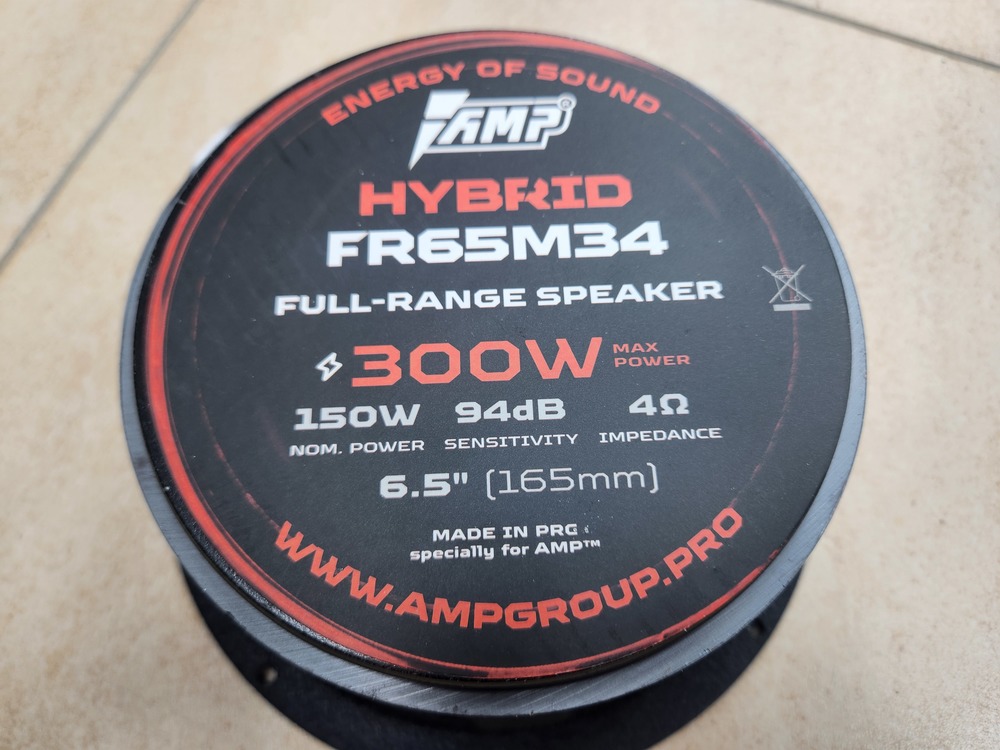 ENERGY OF SOUND
AMP®
HYBRID
FR65M34
FULL-RANGE SPEAKER
300W MAX POWER
150W 94dB 4Ω
NOM. POWER SENSITIVITY IMPEDANCE
6.5" (165mm)
MADE IN PRG
specially for AMP™
WWW.AMPGROUP.PRO